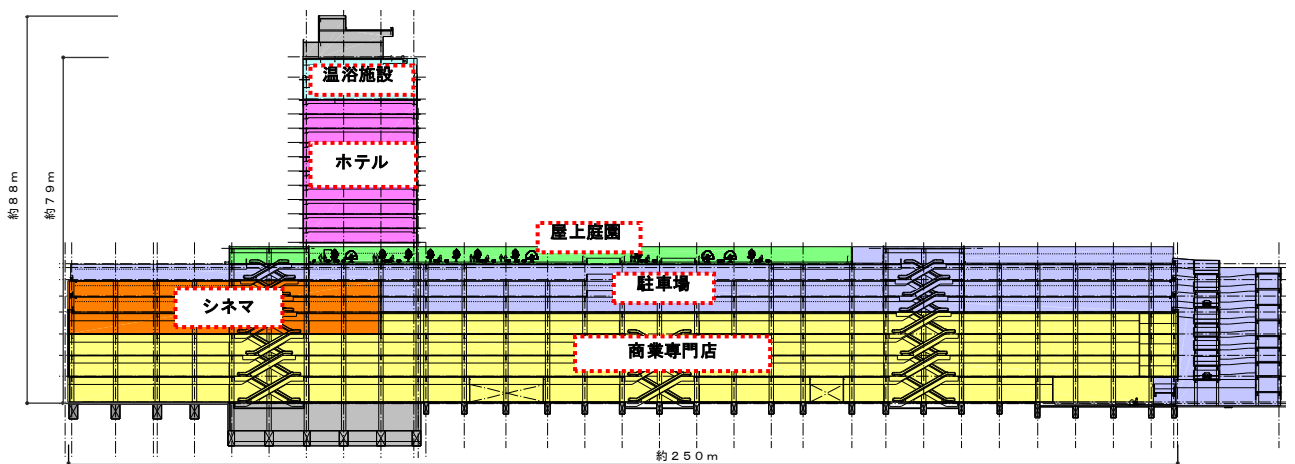 温浴施設
ホテル
屋上庭園
駐車場
シネマ
商業専門店
約88m
約79m
約250m